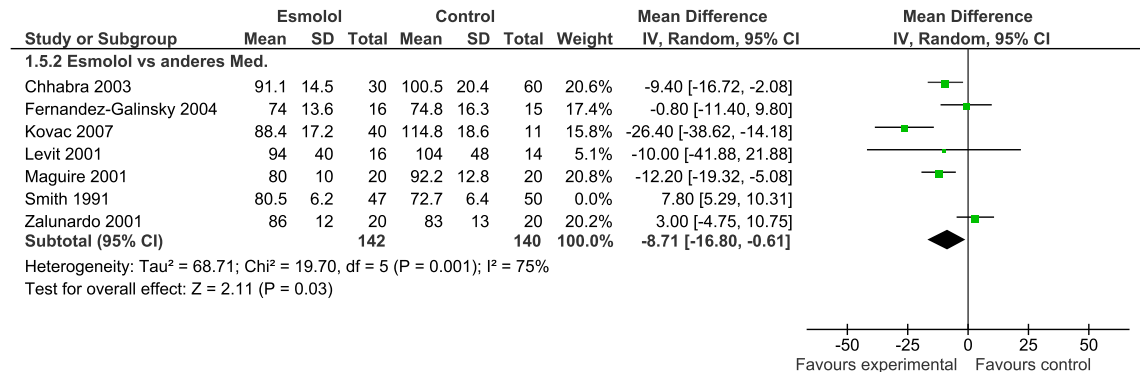 Esmolol Control Mean Difference Mean Difference
Study or Subgroup Mean SD Total Mean SD Total Weight IV, Random, 95% CI IV, Random, 95% CI
1.5.2 Esmolol vs anderes Med.
Chhabra 2003 91.1 14.5 30 100.5 20.4 60 20.6% -9.40 [-16.72, -2.08]
Fernandez-Galinsky 2004 74 13.6 16 74.8 16.3 15 17.4% -0.80 [-11.40, 9.80]
Kovac 2007 88.4 17.2 40 114.8 18.6 11 15.8% -26.40 [-38.62, -14.18]
Levit 2001 94 40 16 104 48 14 5.1% -10.00 [-41.88, 21.88]
Maguire 2001 80 10 20 92.2 12.8 20 20.8% -12.20 [-19.32, -5.08]
Smith 1991 80.5 6.2 47 72.7 6.4 50 0.0% 7.80 [5.29, 10.31]
Zalunardo 2001 86 12 20 83 13 20 20.2% 3.00 [-4.75, 10.75]
Subtotal (95% CI) 142 140 100.0% -8.71 [-16.80, -0.61]
Heterogeneity: Tau² = 68.71; Chi² = 19.70, df = 5 (P = 0.001); I² = 75%
Test for overall effect: Z = 2.11 (P = 0.03)
-50 -25 0 25 50
Favours experimental Favours control